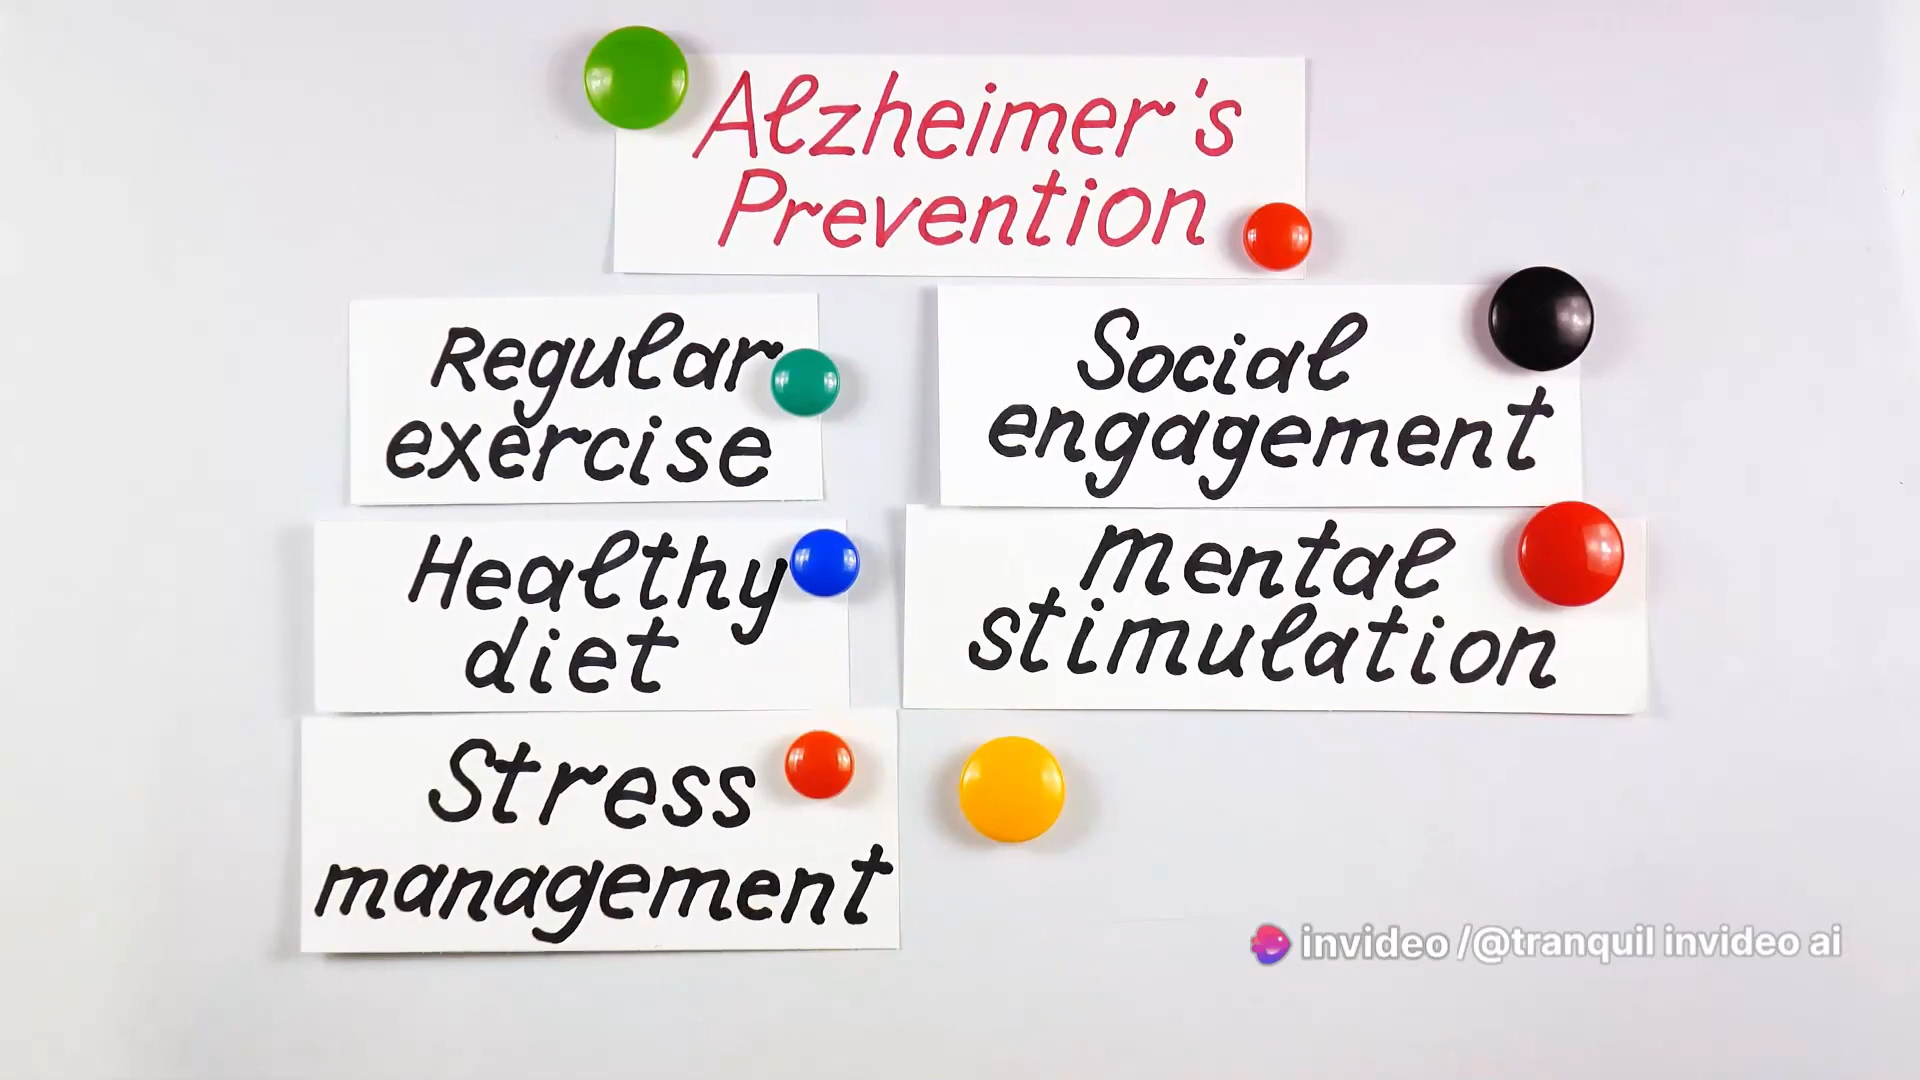 Alzheimer's
Prevention
Regular
exercise
Social
engagement
Healthy
diet
mental
stimulation
Stress
management
invideo /@tranquil invideo ai